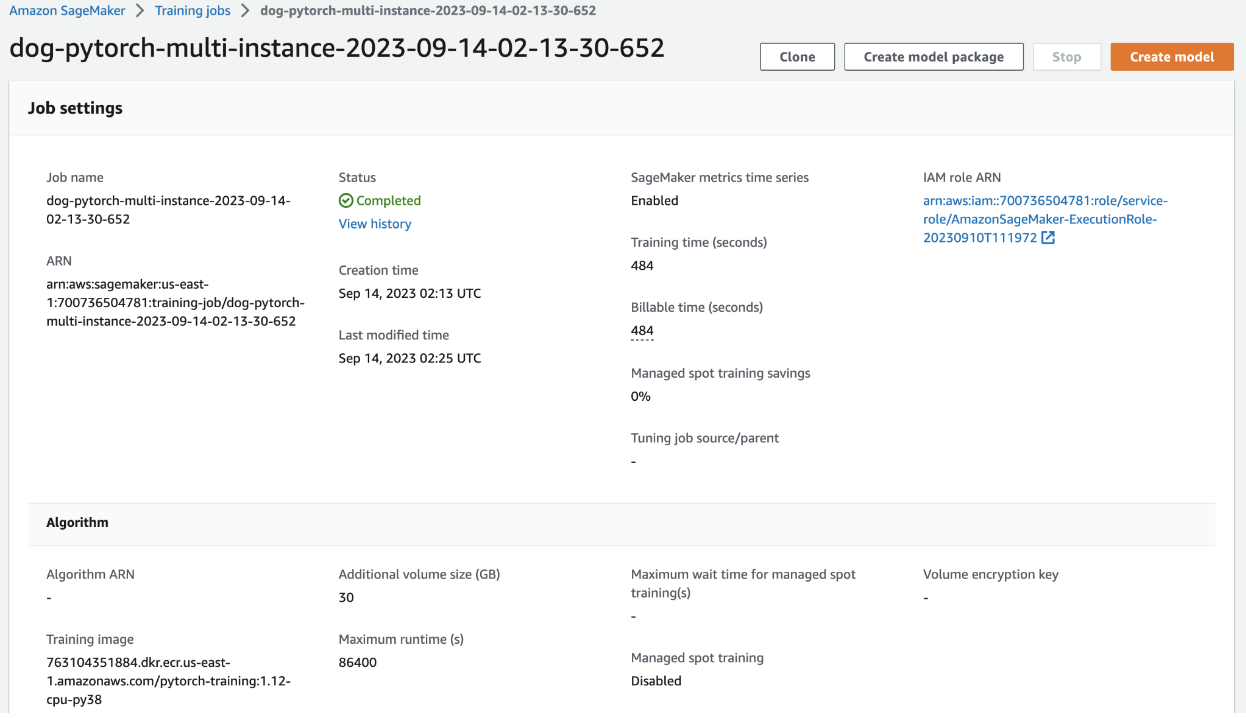 Amazon SageMaker > Training jobs > dog-pytorch-multi-instance-2023-09-14-02-13-30-652
dog-pytorch-multi-instance-2023-09-14-02-13-30-652
Clone
Create model package
Stop
Create model
Job settings
Job name
dog-pytorch-multi-instance-2023-09-14-
02-13-30-652
ARN
arn:aws:sagemaker:us-east-
1:700736504781:training-job/dog-pytorch-
multi-instance-2023-09-14-02-13-30-652
Status
Completed
View history
Creation time
Sep 14, 2023 02:13 UTC
Last modified time
Sep 14, 2023 02:25 UTC
SageMaker metrics time series
Enabled
Training time (seconds)
484
Billable time (seconds)
484
Managed spot training savings
0%
Tuning job source/parent
-
IAM role ARN
arn:aws:iam::700736504781:role/service-
role/AmazonSageMaker-ExecutionRole-
20230910T111972
Algorithm
Algorithm ARN
-
Training image
763104351884.dkr.ecr.us-east-
1.amazonaws.com/pytorch-training:1.12-
cpu-py38
Additional volume size (GB)
30
Maximum runtime (s)
86400
Maximum wait time for managed spot
training(s)
-
Managed spot training
Disabled
Volume encryption key
-